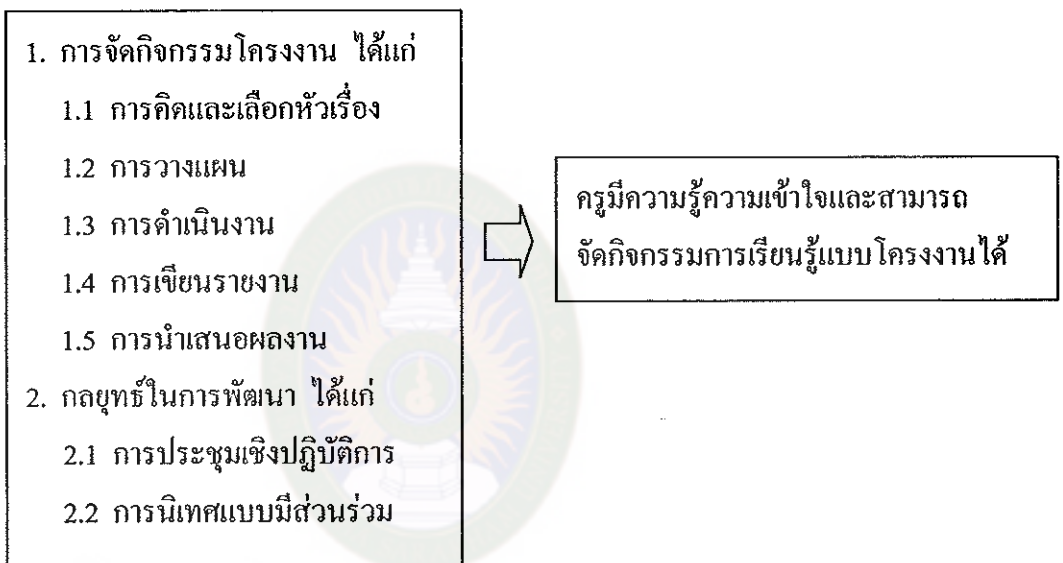 1. การจัดกิจกรรมโครงงาน ได้แก่
1.1 การคิดและเลือกหัวเรื่อง
1.2 การวางแผน
1.3 การดำเนินงาน
1.4 การเขียนรายงาน
1.5 การนำเสนอผลงาน
2. กลยุทธ์ในการพัฒนา ได้แก่
2.1 การประชุมเชิงปฏิบัติการ
2.2 การนิเทศแบบมีส่วนร่วม
ครูมีความรู้ความเข้าใจและสามารถ
จัดกิจกรรมการเรียนรู้แบบโครงงานได้